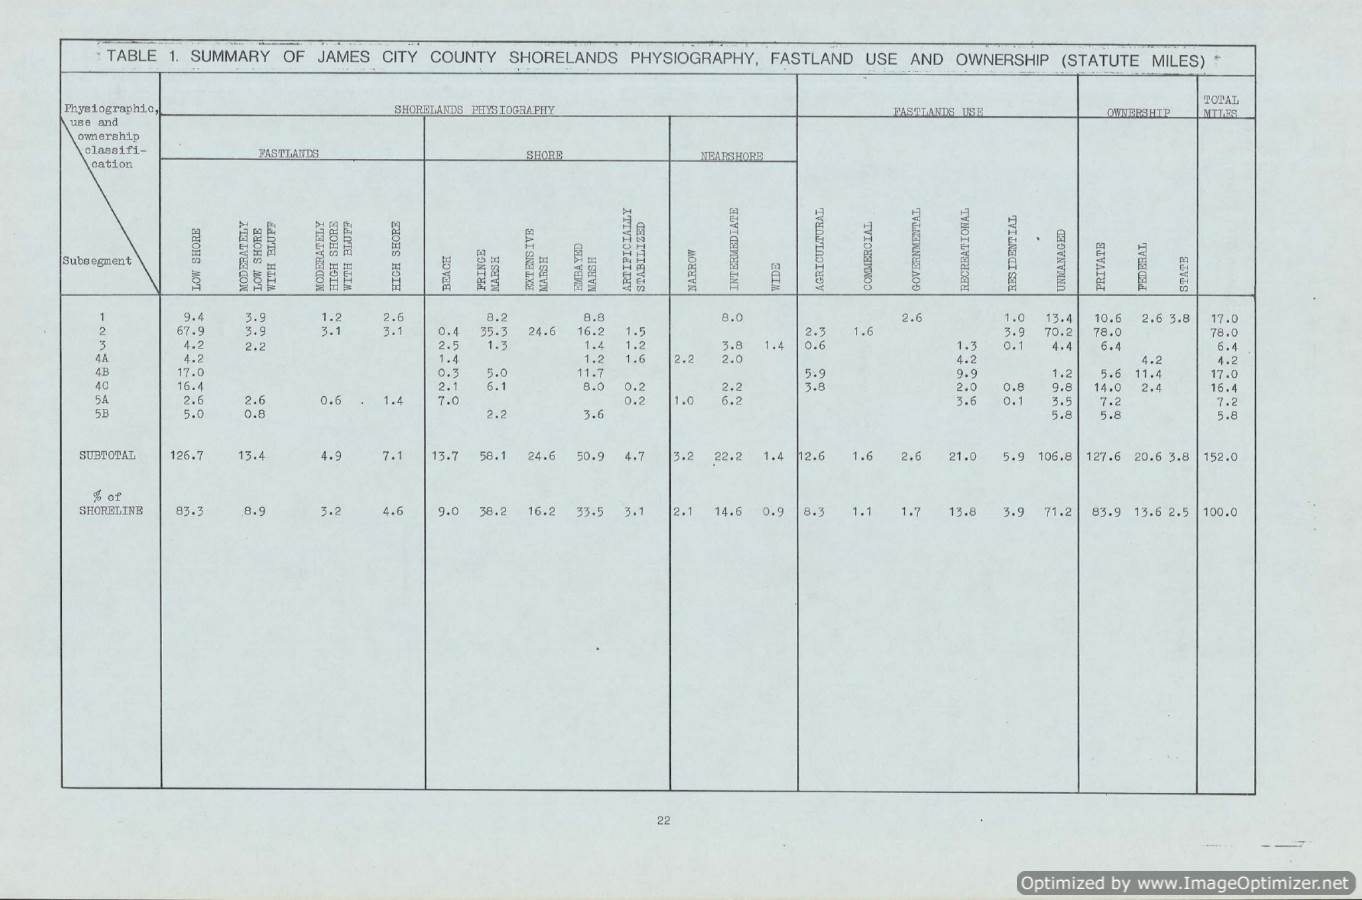 TABLE 1. SUMMARY OF JAMES CITY COUNTY SHORELANDS PHYSIOGRAPHY, FASTLAND USE AND OWNERSHIP (STATUTE MILES)
Physiographic, use and ownership classification
Subsegment
SHORELANDS PHYSIOGRAPHY FASTLANDS USE OWNERSHIP TOTAL MILES
FASTLANDS SHORE NEARSHORE
LOW SHORE
MODERATELY LOW SHORE WITH BLUFF
MODERATELY HIGH SHORE WITH BLUFF
HIGH SHORE
BEACH
FRINGE MARSH
EXTENSIVE MARSH
EMBAYED MARSH
ARTIFICIALLY STABILIZED
NARROW
INTERMEDIATE
WIDE
AGRICULTURAL
COMMERCIAL
GOVERNMENTAL
RECREATIONAL
RESIDENTIAL
UNMANAGED
PRIVATE
FEDERAL
STATE
1 9.4 3.9 1.2 2.6 8.2 8.8 8.0 2.6 1.0 13.4 10.6 2.6 3.8 17.0
2 67.9 3.9 3.1 3.1 0.4 35.3 24.6 16.2 1.5 2.3 1.6 3.9 70.2 78.0 78.0
3 4.2 2.2 2.5 1.3 1.4 1.2 3.8 1.4 0.6 1.3 0.1 4.4 6.4 6.4
4A 4.2 1.4 1.2 1.6 2.2 2.0 4.2 4.2 4.2
4B 17.0 0.3 5.0 11.7 5.9 9.9 1.2 5.6 11.4 17.0
4C 16.4 2.1 6.1 8.0 0.2 2.2 3.8 2.0 0.8 9.8 14.0 2.4 16.4
5A 2.6 2.6 0.6 1.4 7.0 0.2 1.0 6.2 3.6 0.1 3.5 7.2 7.2
5B 5.0 0.8 2.2 3.6 5.8 5.8 5.8
SUBTOTAL 126.7 13.4 4.9 7.1 13.7 58.1 24.6 50.9 4.7 3.2 22.2 1.4 12.6 1.6 2.6 21.0 5.9 106.8 127.6 20.6 3.8 152.0
% of
SHORELINE 83.3 8.9 3.2 4.6 9.0 38.2 16.2 33.5 3.1 2.1 14.6 0.9 8.3 1.1 1.7 13.8 3.9 71.2 83.9 13.6 2.5 100.0
22
Optimized by www.ImageOptimizer.net